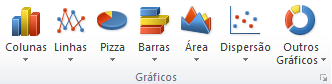 Colunas Linhas Pizza Barras Área Dispersão Outros
Gráficos
Gráficos